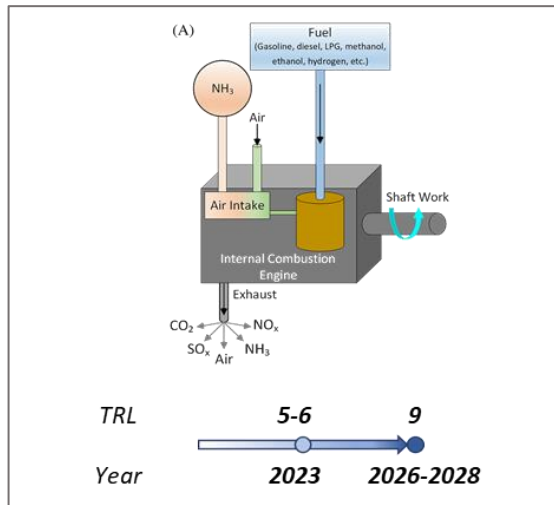 (A)
Fuel
(Gasoline, diesel, LPG, methanol,
ethanol, hydrogen, etc.)
NH₃
Air
Air Intake
Shaft Work
Internal Combustion
Engine
Exhaust
CO₂
NOₓ
SOₓ
NH₃
Air
TRL 5-6 9
Year 2023 2026-2028